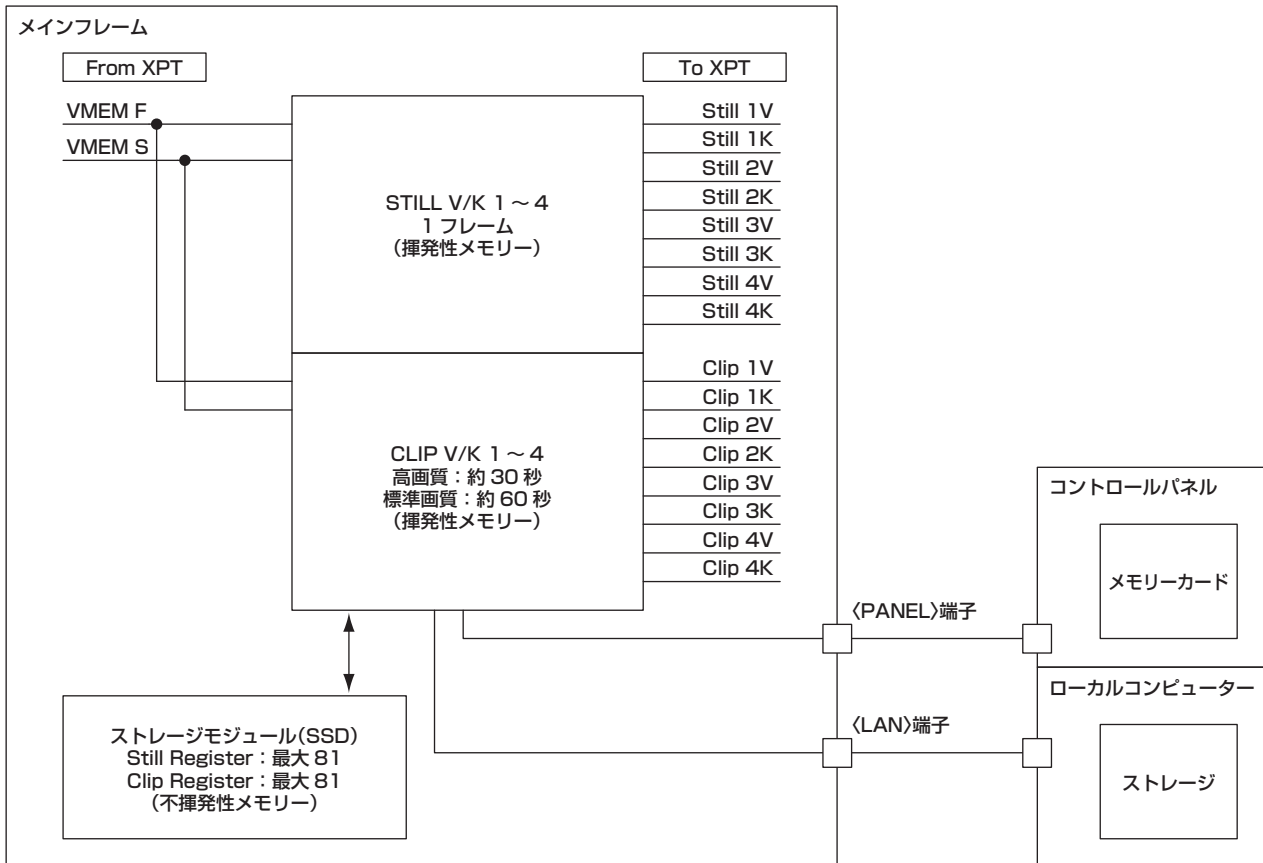 メインフレーム
From XPT
To XPT
VMEM F
VMEM S
STILL V/K 1 ～ 4
1 フレーム
（揮発性メモリー）
Still 1V
Still 1K
Still 2V
Still 2K
Still 3V
Still 3K
Still 4V
Still 4K
CLIP V/K 1 ～ 4
高画質：約 30 秒
標準画質：約 60 秒
（揮発性メモリー）
Clip 1V
Clip 1K
Clip 2V
Clip 2K
Clip 3V
Clip 3K
Clip 4V
Clip 4K
コントロールパネル
メモリーカード
〈PANEL〉端子
ローカルコンピューター
〈LAN〉端子
ストレージ
ストレージモジュール（SSD）
Still Register：最大 81
Clip Register：最大 81
（不揮発性メモリー）